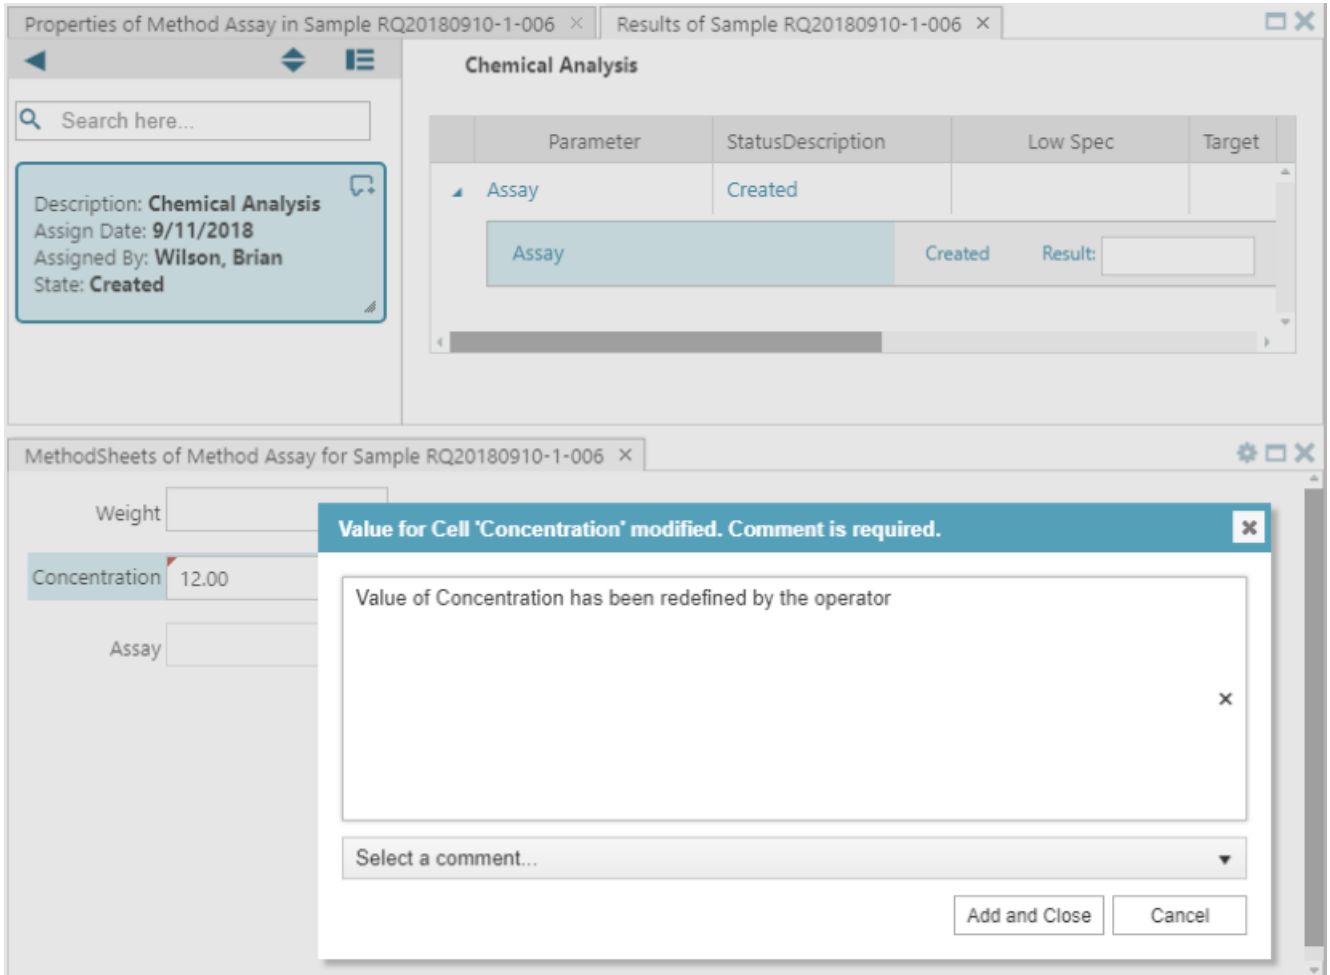 Properties of Method Assay in Sample RQ20180910-1-006 ×
Results of Sample RQ20180910-1-006 ×
Search here...
Description: Chemical Analysis
Assign Date: 9/11/2018
Assigned By: Wilson, Brian
State: Created
Chemical Analysis
Parameter StatusDescription Low Spec Target
Assay Created
Assay Created Result:
MethodSheets of Method Assay for Sample RQ20180910-1-006 ×
Weight
Concentration 12.00
Assay
Value for Cell 'Concentration' modified. Comment is required.
Value of Concentration has been redefined by the operator
Select a comment...
Add and Close Cancel